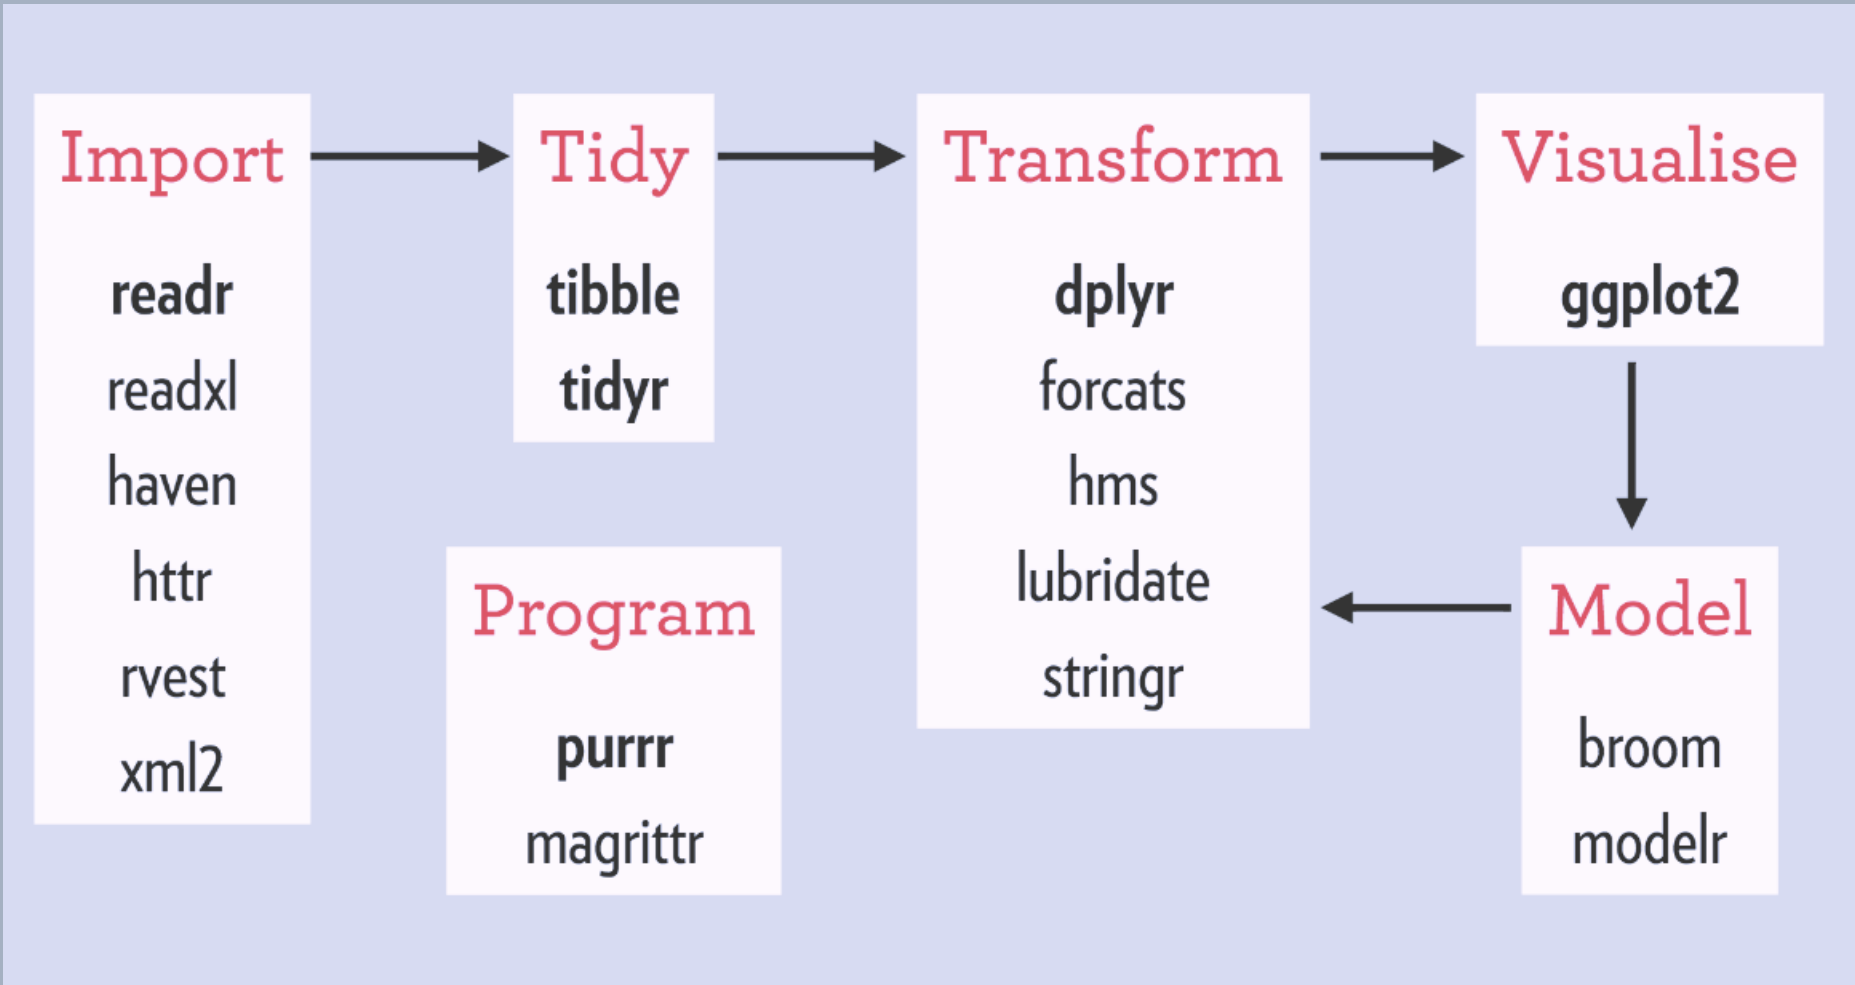 Import
readr
readxl
haven
httr
rvest
xml2
Tidy
tibble
tidyr
Program
purrr
magrittr
Transform
dplyr
forcats
hms
lubridate
stringr
Visualise
ggplot2
Model
broom
modelr